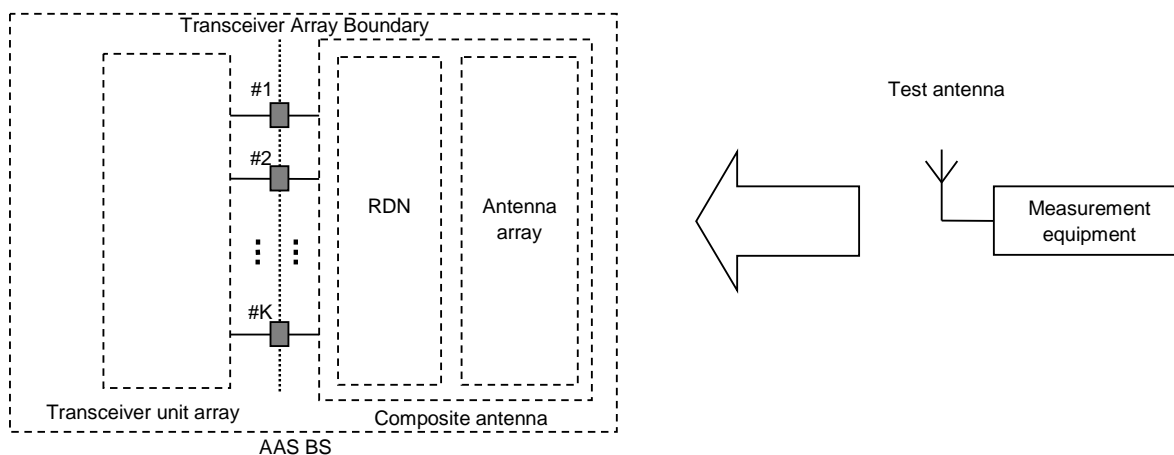 Transceiver Array Boundary
#1
#2
#K
RDN
Antenna
array
Transceiver unit array
Composite antenna
AAS BS
Test antenna
Measurement
equipment